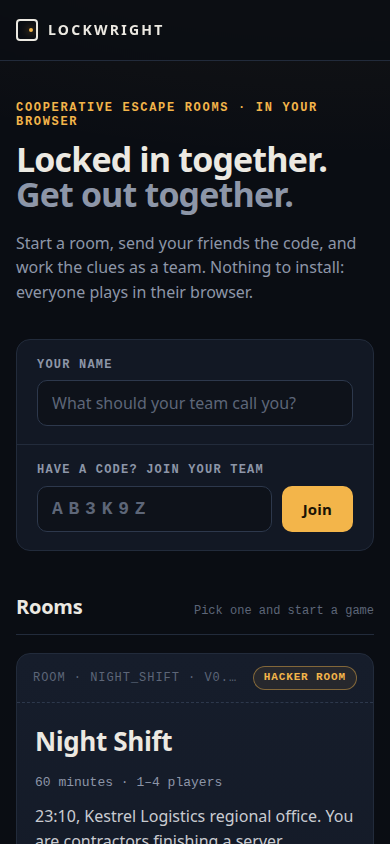 LOCKWRIGHT
COOPERATIVE ESCAPE ROOMS · IN YOUR
BROWSER
Locked in together.
Get out together.
Start a room, send your friends the code, and
work the clues as a team. Nothing to install:
everyone plays in their browser.
YOUR NAME
What should your team call you?
HAVE A CODE? JOIN YOUR TEAM
AB3K9Z
Join
Rooms
Pick one and start a game
ROOM · NIGHT_SHIFT · V0.…
HACKER ROOM
Night Shift
60 minutes · 1–4 players
23:10, Kestrel Logistics regional office. You
are contractors finishing a server